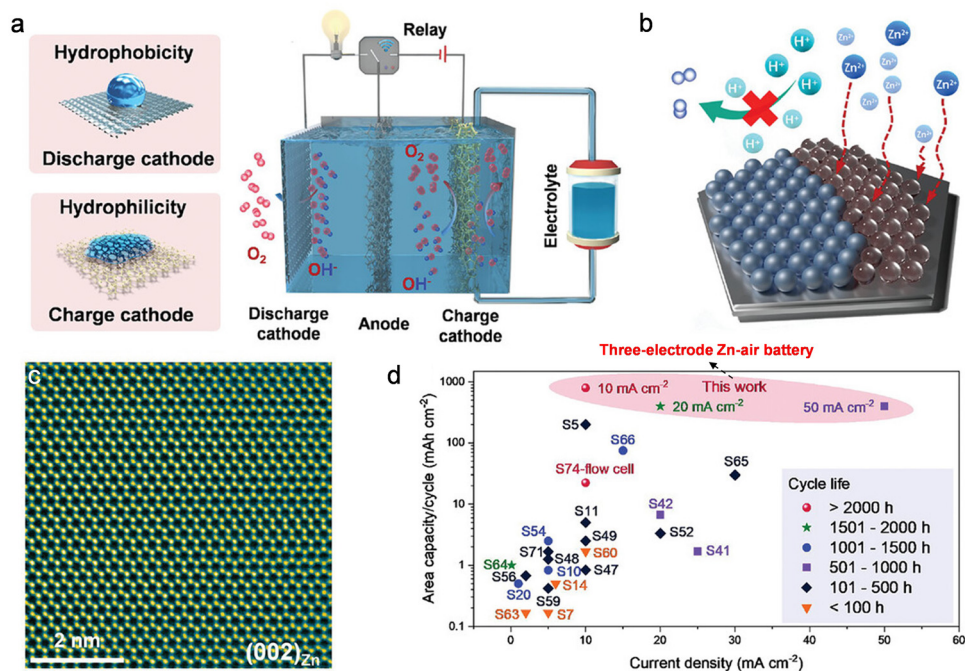 a
Hydrophobicity
Discharge cathode
Hydrophilicity
Charge cathode
Relay
O₂
O₂
OH⁻
OH⁻
Electrolyte
Discharge
cathode
Anode
Charge
cathode
b
H⁺
H⁺
H⁺
H⁺
H⁺
H⁺
Zn²⁺
Zn²⁺
Zn²⁺
Zn²⁺
Zn²⁺
Zn²⁺
Zn²⁺
c
2 nm
(002)Zn
d
Three-electrode Zn-air battery
This work
10 mA cm⁻²
20 mA cm⁻²
50 mA cm⁻²
Area capacity/cycle (mAh cm⁻²)
1000
100
10
1
0.1
S5
S66
S65
S74-flow cell
S11
S42
S52
S54
S49
S71
S48
S60
S41
S64
S56
S10
S47
S20
S14
S59
S63
S7
Cycle life
> 2000 h
1501 - 2000 h
1001 - 1500 h
501 - 1000 h
101 - 500 h
< 100 h
0
10
20
30
40
50
60
Current density (mA cm⁻²)